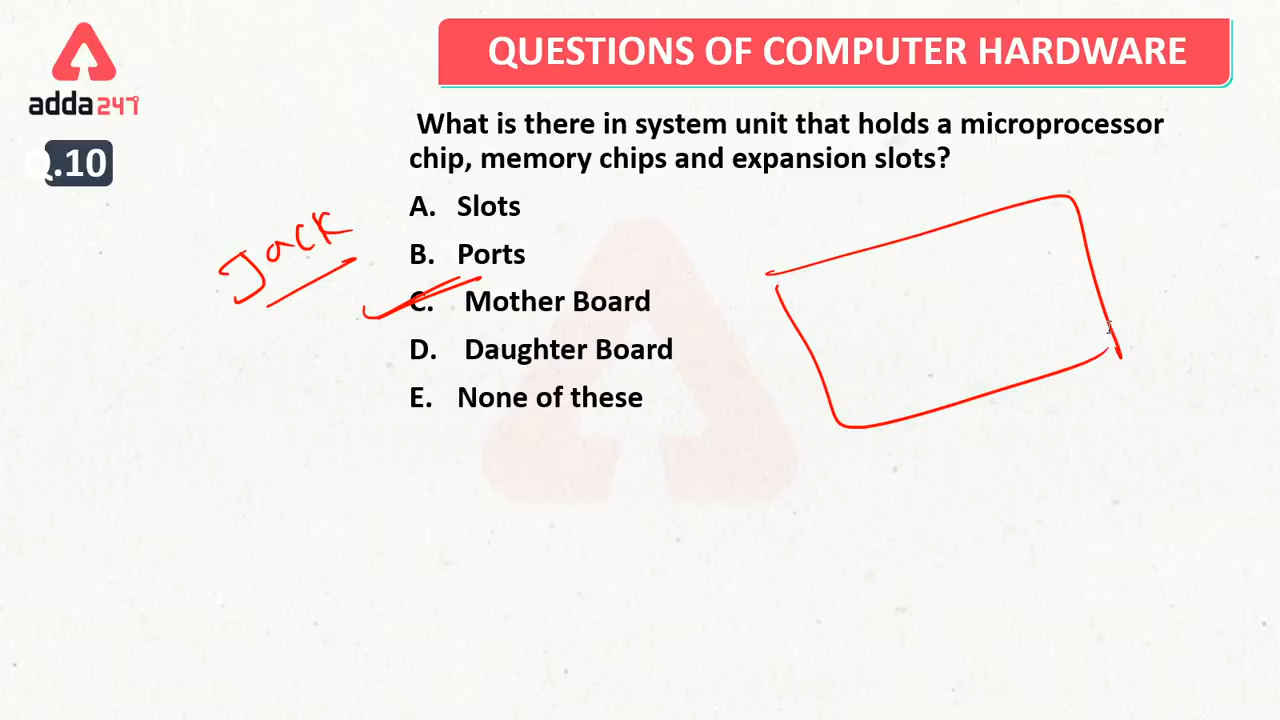 QUESTIONS OF COMPUTER HARDWARE
adda247
Q.10
What is there in system unit that holds a microprocessor
chip, memory chips and expansion slots?
A. Slots
B. Ports
C. Mother Board
D. Daughter Board
E. None of these
Jack